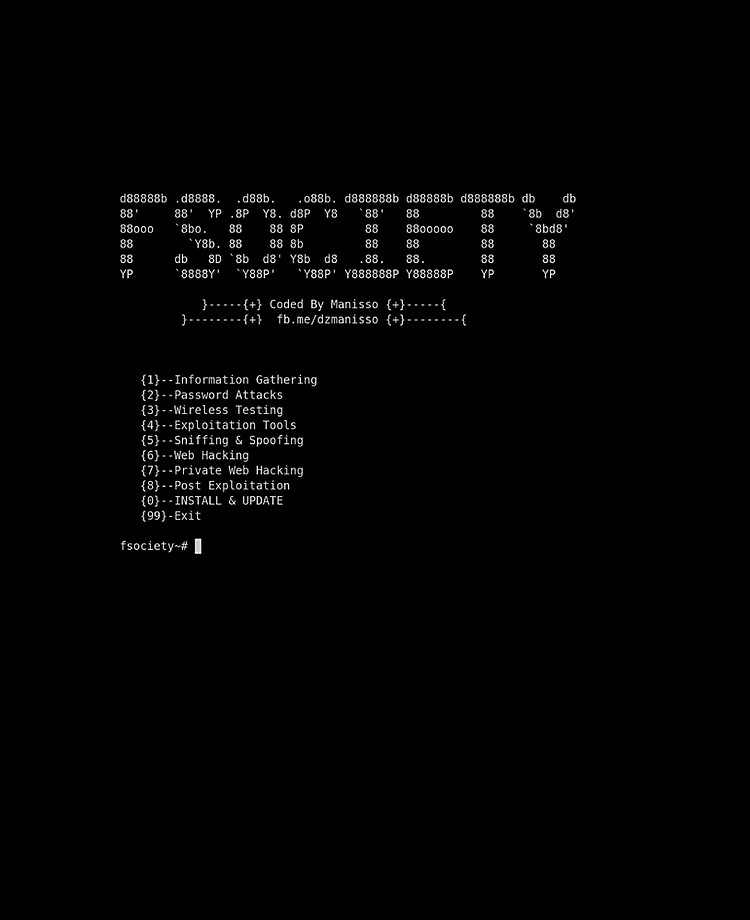 d88888b .d8888.  .d88b.   .o88b. d888888b d88888b d888888b db    db
88'     88'  YP .8P  Y8. d8P  Y8   `88'   88         88    `8b  d8'
88ooo   `8bo.   88    88 8P         88    88ooooo    88     `8bd8'
88        `Y8b. 88    88 8b         88    88         88       88
88      db   8D `8b  d8' Y8b  d8   .88.   88.        88       88
YP      `8888Y'  `Y88P'   `Y88P' Y888888P Y88888P    YP       YP
}-----{+} Coded By Manisso {+}-----{
}--------{+}  fb.me/dzmanisso {+}--------{
{1}--Information Gathering
{2}--Password Attacks
{3}--Wireless Testing
{4}--Exploitation Tools
{5}--Sniffing & Spoofing
{6}--Web Hacking
{7}--Private Web Hacking
{8}--Post Exploitation
{0}--INSTALL & UPDATE
{99}-Exit
fsociety~#